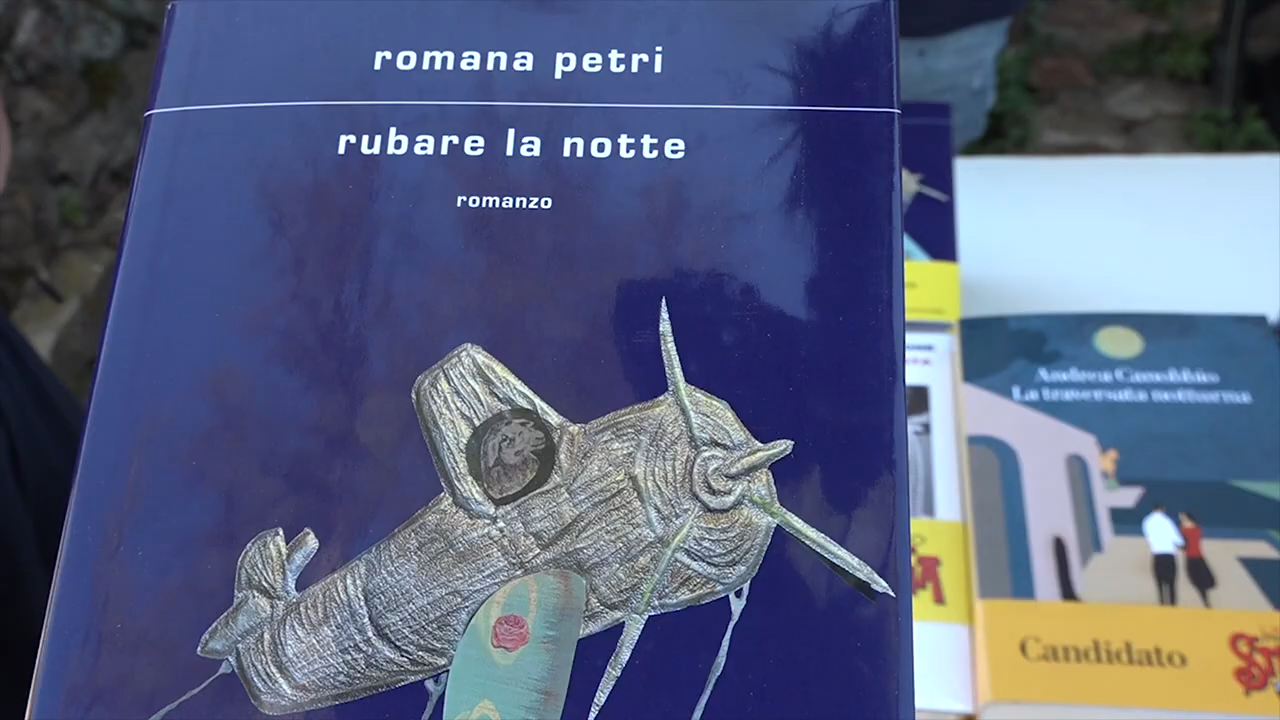 romana petri
rubare la notte
romanzo
Andrea Canobbio
La traversata notturna
Candidato